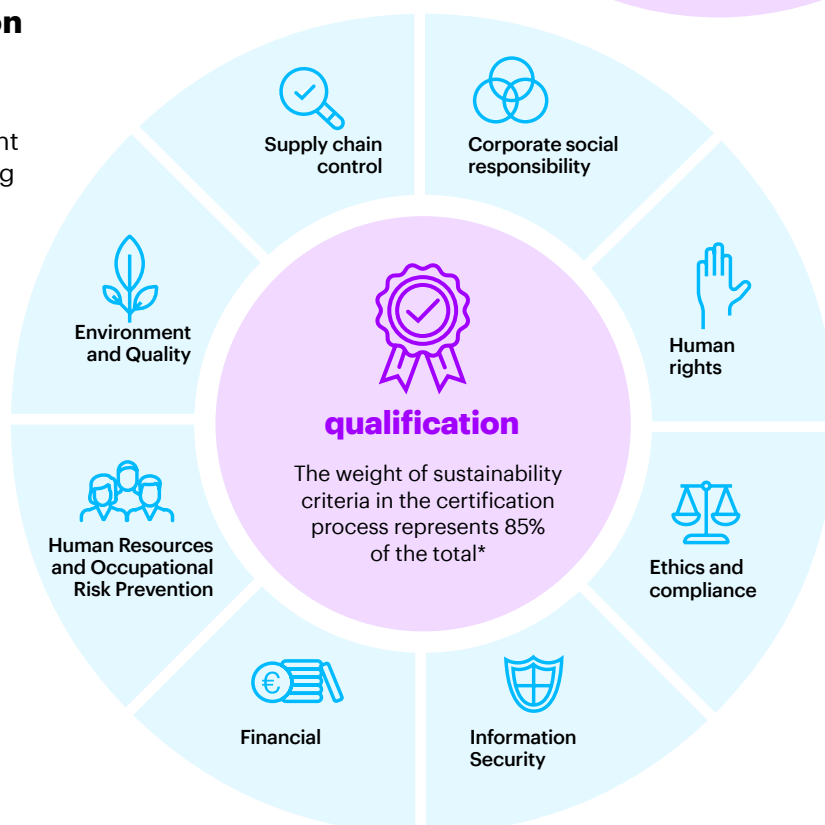 on
nt
g
Supply chain
control
Corporate social
responsibility
Human
rights
Ethics and
compliance
Information
Security
Financial
Human Resources
and Occupational
Risk Prevention
Environment
and Quality
qualification
The weight of sustainability
criteria in the certification
process represents 85%
of the total*
€